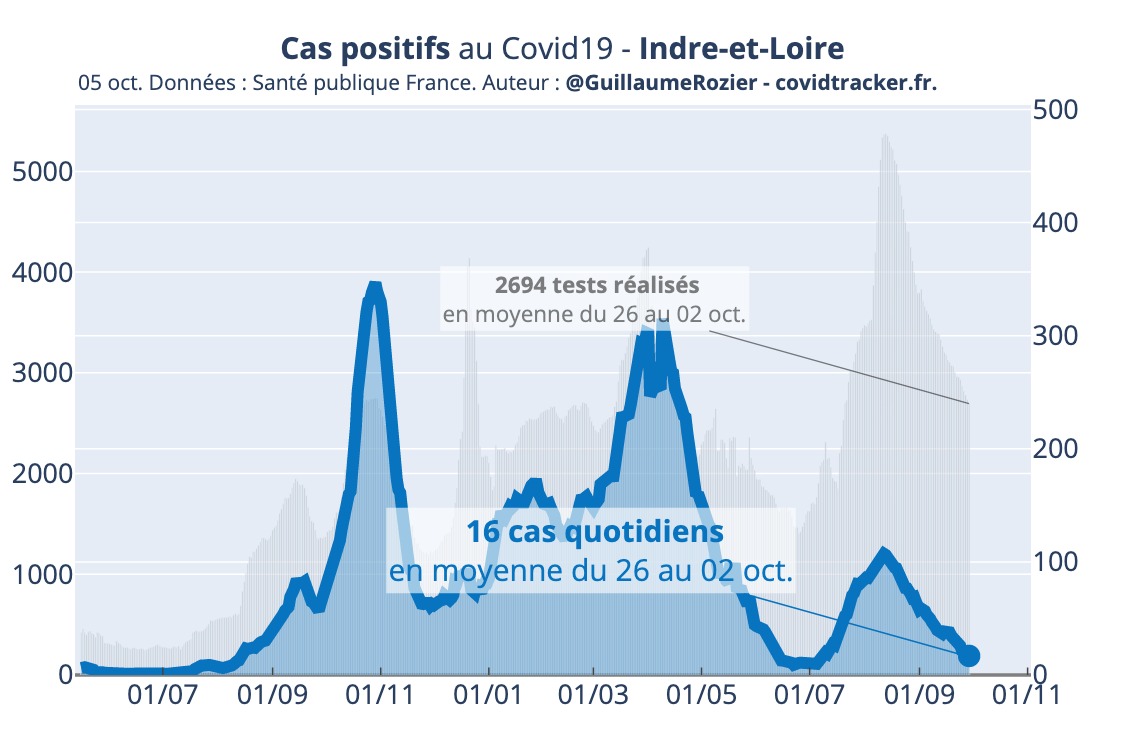 Cas positifs au Covid19 - Indre-et-Loire
05 oct. Données : Santé publique France. Auteur : @GuillaumeRozier - covidtracker.fr.
500
5000
400
4000
2694 tests réalisés
en moyenne du 26 au 02 oct.
300
3000
200
2000
16 cas quotidiens
en moyenne du 26 au 02 oct.
100
1000
0
0
01/07 01/09 01/11 01/01 01/03 01/05 01/07 01/09 01/11